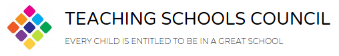 TEACHING SCHOOLS COUNCIL
EVERY CHILD IS ENTITLED TO BE IN A GREAT SCHOOL